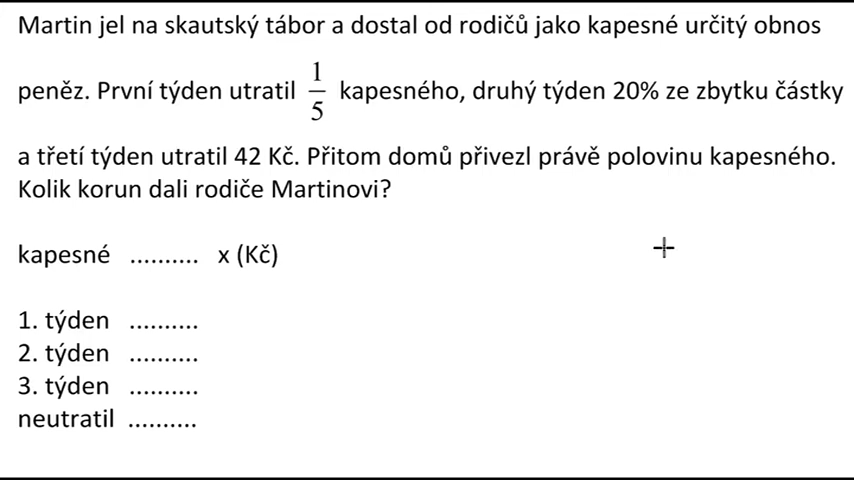 Martin jel na skautský tábor a dostal od rodičů jako kapesné určitý obnos
peněz. První týden utratil 1/5 kapesného, druhý týden 20% ze zbytku částky
a třetí týden utratil 42 Kč. Přitom domů přivezl právě polovinu kapesného.
Kolik korun dali rodiče Martinovi?
kapesné .......... x (Kč)
1. týden ..........
2. týden ..........
3. týden ..........
neutratil ..........